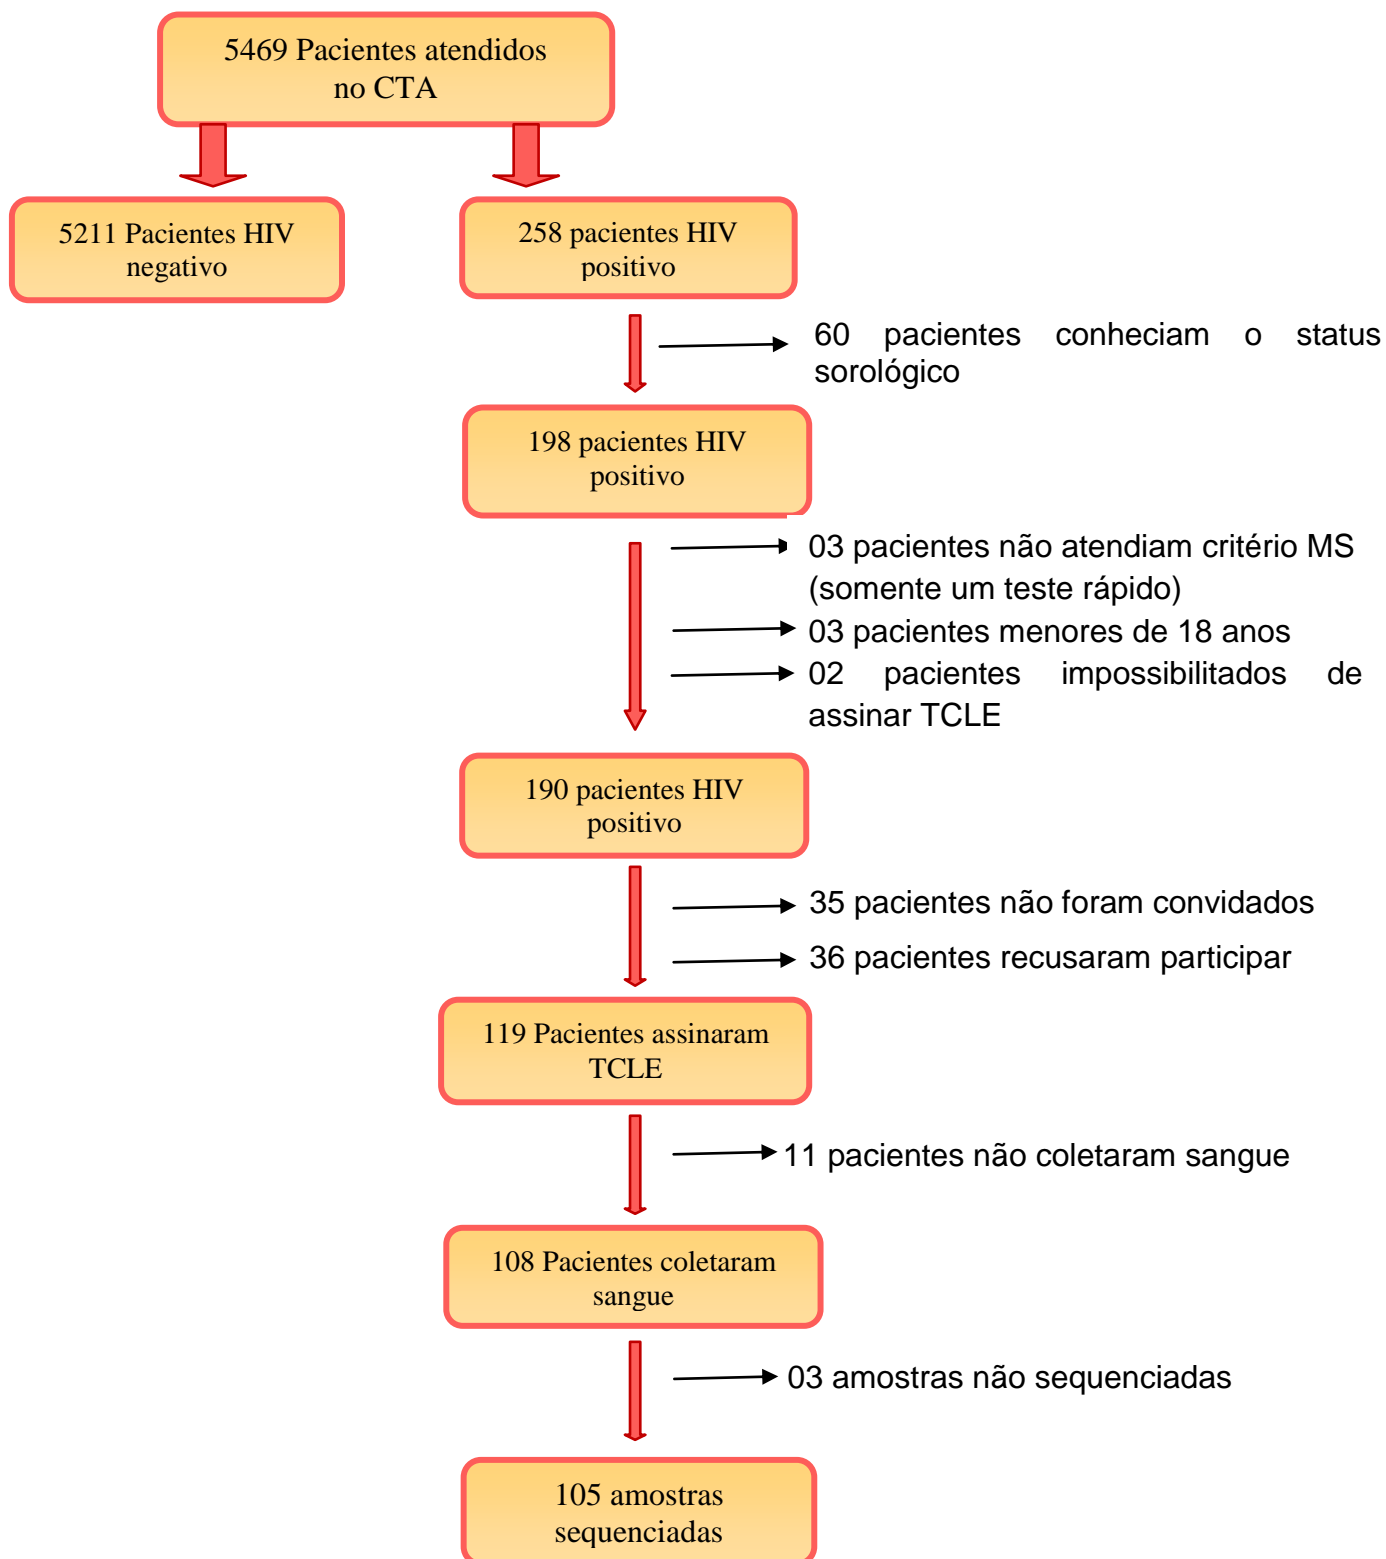 5469 Pacientes atendidos
no CTA
5211 Pacientes HIV
negativo
258 pacientes HIV
positivo
60 pacientes conheciam o status
sorológico
198 pacientes HIV
positivo
03 pacientes não atendiam critério MS
(somente um teste rápido)
03 pacientes menores de 18 anos
02 pacientes impossibilitados de
assinar TCLE
190 pacientes HIV
positivo
35 pacientes não foram convidados
36 pacientes recusaram participar
119 Pacientes assinaram
TCLE
11 pacientes não coletaram sangue
108 Pacientes coletaram
sangue
03 amostras não sequenciadas
105 amostras
sequenciadas